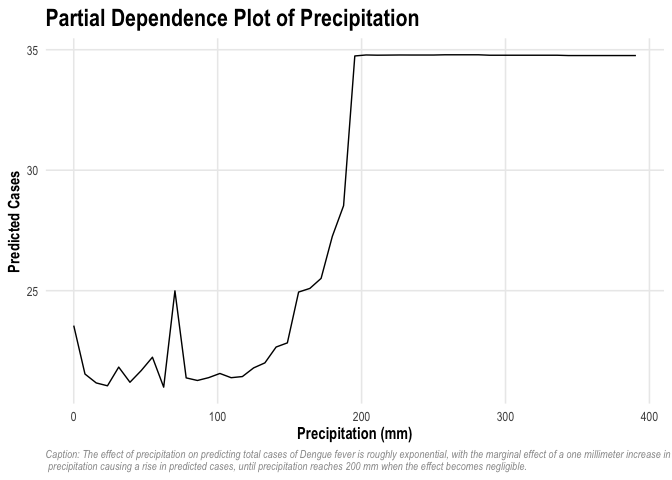 Partial Dependence Plot of Precipitation
35
30
25
Predicted Cases
0 100 200 300 400
Precipitation (mm)
Caption: The effect of precipitation on predicting total cases of Dengue fever is roughly exponential, with the marginal effect of a one millimeter increase in
precipitation causing a rise in predicted cases, until precipitation reaches 200 mm when the effect becomes negligible.